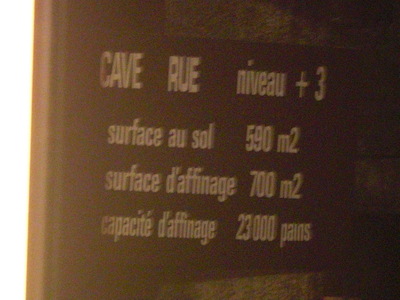 CAVE RUE niveau + 3
surface au sol 590 m2
surface d'affinage 700 m2
capacité d'affinage 23000 pains